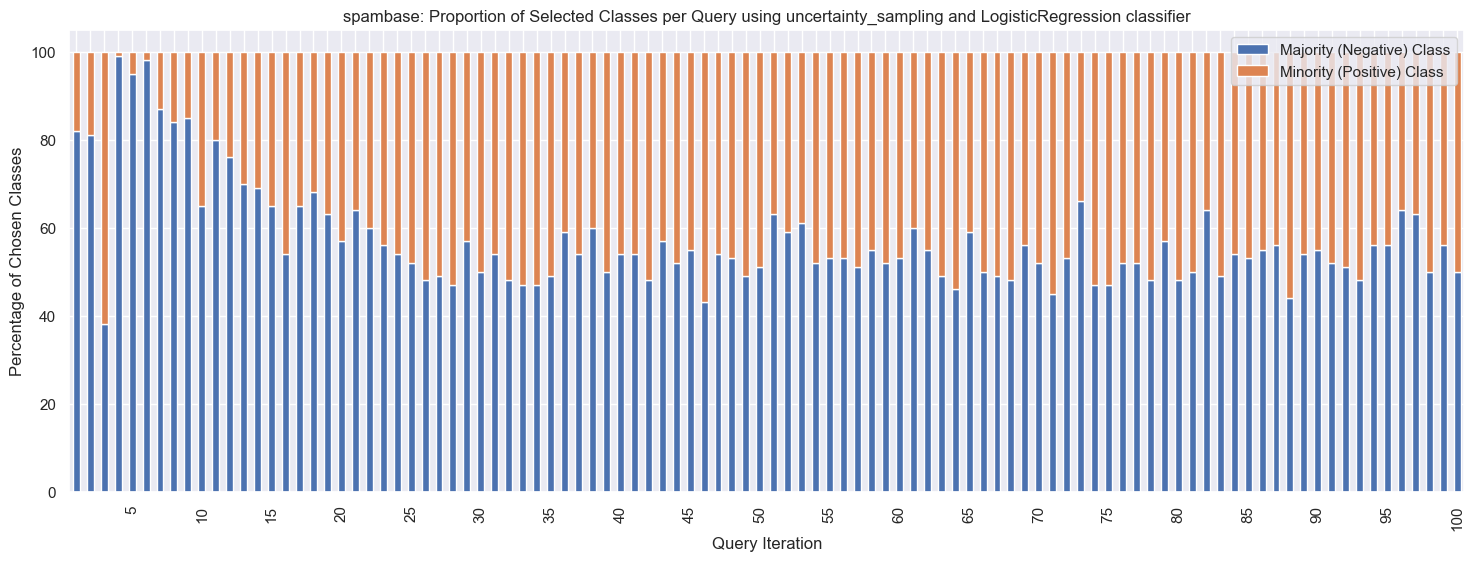 spambase: Proportion of Selected Classes per Query using uncertainty_sampling and LogisticRegression classifier
Majority (Negative) Class
Minority (Positive) Class
Percentage of Chosen Classes
100
80
60
40
20
0
5 10 15 20 25 30 35 40 45 50 55 60 65 70 75 80 85 90 95 100
Query Iteration